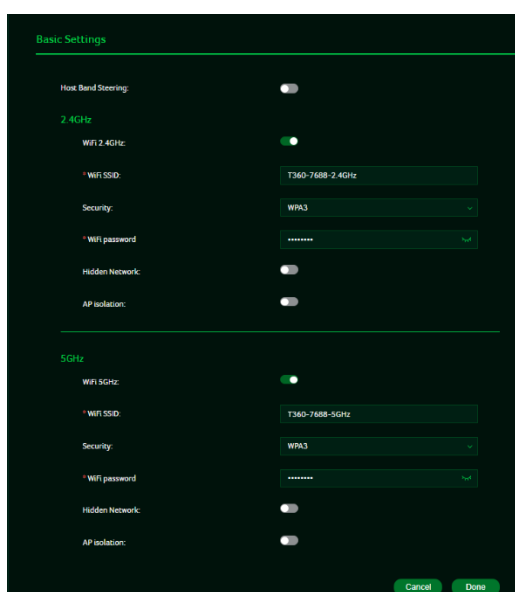 Basic Settings
Host Band Steering:
2.4GHz
WiFi 2.4GHz:
* WiFi SSID: T360-7688-2.4GHz
Security: WPA3
* WiFi password ••••••••
Hidden Network:
AP isolation:
5GHz
WiFi 5GHz:
* WiFi SSID: T360-7688-5GHz
Security: WPA3
* WiFi password ••••••••
Hidden Network:
AP isolation:
Cancel Done